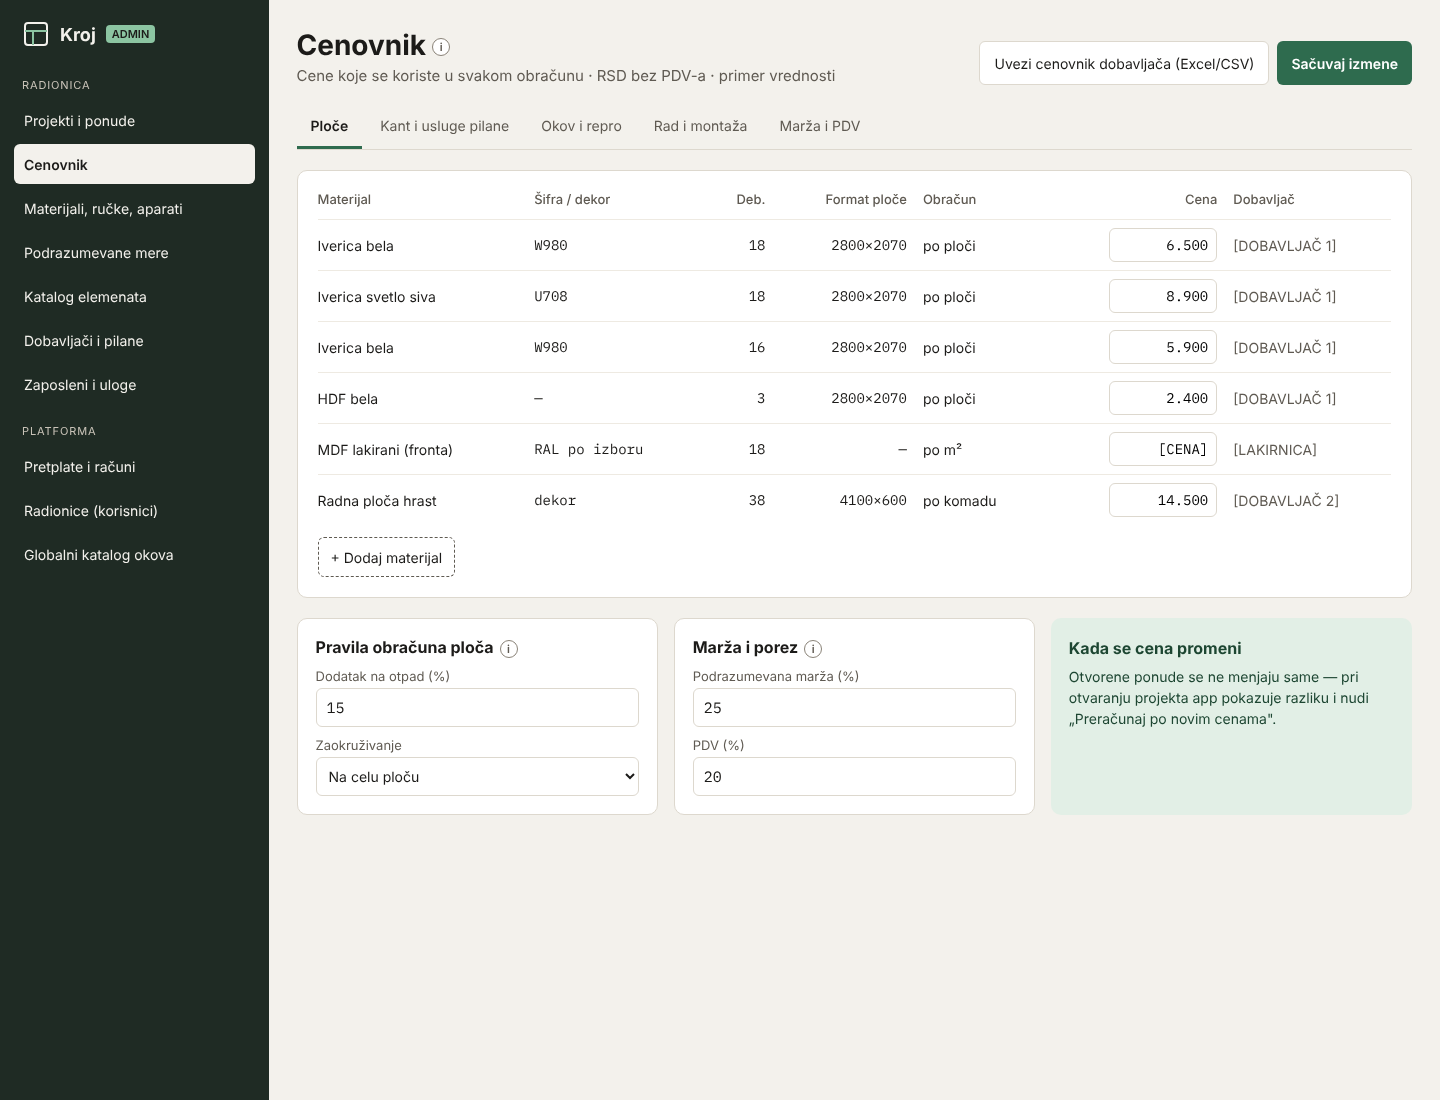 Kroj ADMIN
RADIONICA
Projekti i ponude
Cenovnik
Materijali, ručke, aparati
Podrazumevane mere
Katalog elemenata
Dobavljači i pilane
Zaposleni i uloge
PLATFORMA
Pretplate i računi
Radionice (korisnici)
Globalni katalog okova
Cenovnik i
Cene koje se koriste u svakom obračunu · RSD bez PDV-a · primer vrednosti
Uvezi cenovnik dobavljača (Excel/CSV) Sačuvaj izmene
Ploče Kant i usluge pilane Okov i repro Rad i montaža Marža i PDV
Materijal Šifra / dekor Deb. Format ploče Obračun Cena Dobavljač
Iverica bela W980 18 2800×2070 po ploči 6.500 [DOBAVLJAČ 1]
Iverica svetlo siva U708 18 2800×2070 po ploči 8.900 [DOBAVLJAČ 1]
Iverica bela W980 16 2800×2070 po ploči 5.900 [DOBAVLJAČ 1]
HDF bela — 3 2800×2070 po ploči 2.400 [DOBAVLJAČ 1]
MDF lakirani (fronta) RAL po izboru 18 — po m² [CENA] [LAKIRNICA]
Radna ploča hrast dekor 38 4100×600 po komadu 14.500 [DOBAVLJAČ 2]
+ Dodaj materijal
Pravila obračuna ploča i
Dodatak na otpad (%)
15
Zaokruživanje
Na celu ploču
Marža i porez i
Podrazumevana marža (%)
25
PDV (%)
20
Kada se cena promeni
Otvorene ponude se ne menjaju same — pri
otvaranju projekta app pokazuje razliku i nudi
„Preračunaj po novim cenama".